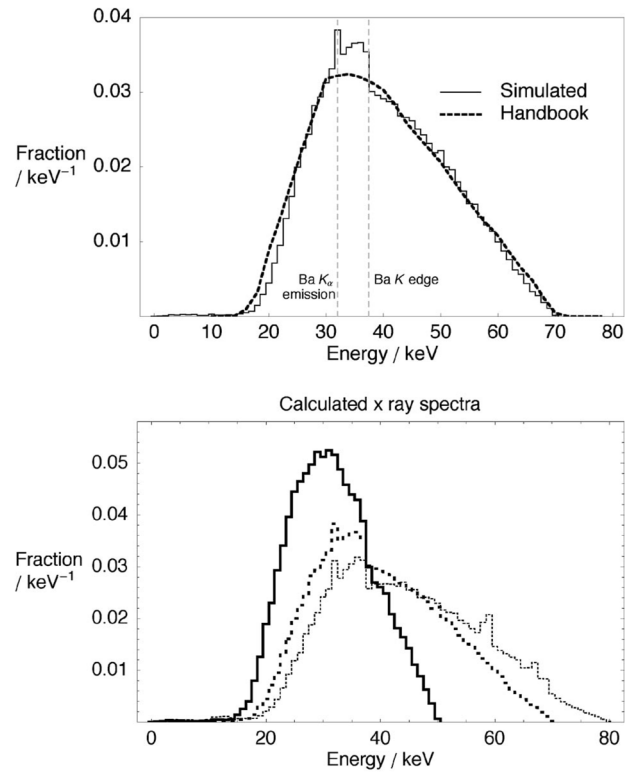 0.04
0.03
0.02
0.01
Fraction
/ keV⁻¹
Simulated
Handbook
Ba Kα
emission
Ba K edge
0 10 20 30 40 50 60 70 80
Energy / keV
Calculated x ray spectra
0.05
0.04
0.03
0.02
0.01
Fraction
/ keV⁻¹
0 20 40 60 80
Energy / keV